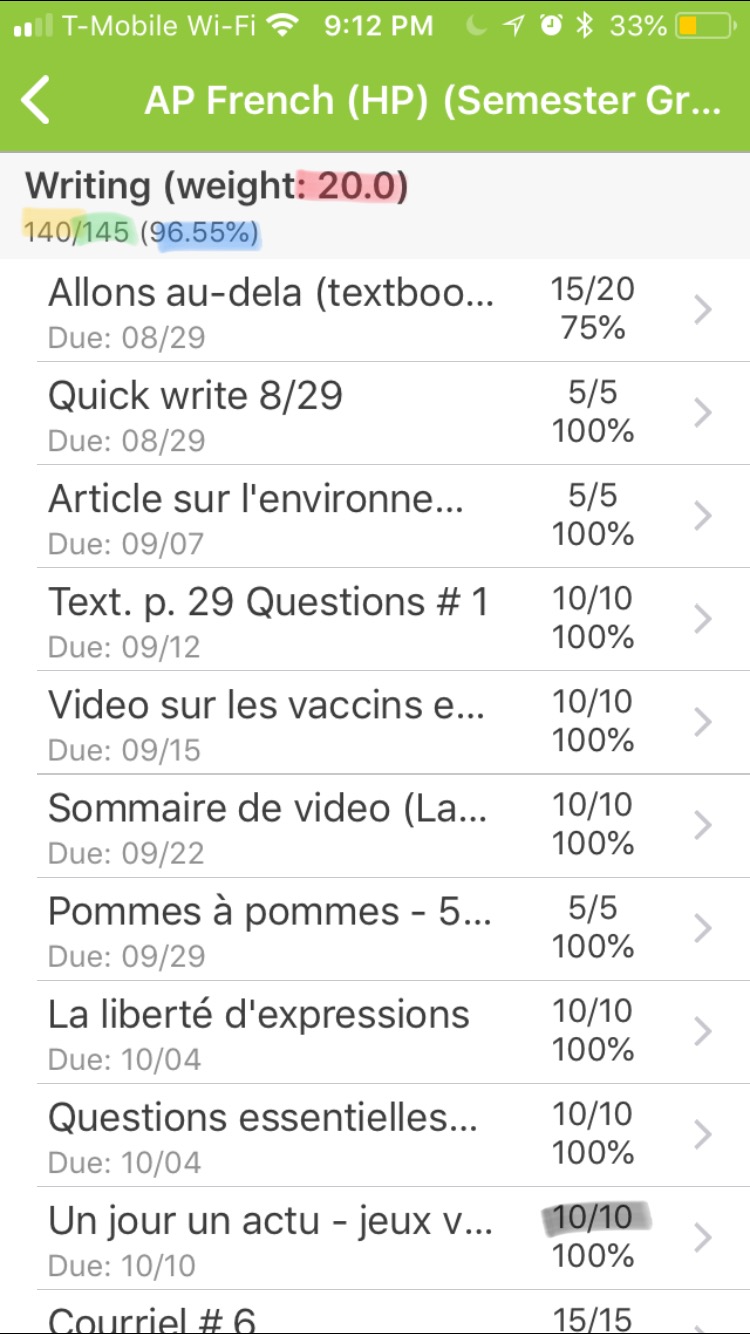 T-Mobile Wi-Fi 9:12 PM 33%
AP French (HP) (Semester Gr...
Writing (weight: 20.0)
140/145 (96.55%)
Allons au-dela (textboo... 15/20
Due: 08/29 75%
Quick write 8/29 5/5
Due: 08/29 100%
Article sur l'environne... 5/5
Due: 09/07 100%
Text. p. 29 Questions # 1 10/10
Due: 09/12 100%
Video sur les vaccins e... 10/10
Due: 09/15 100%
Sommaire de video (La... 10/10
Due: 09/22 100%
Pommes à pommes - 5... 5/5
Due: 09/29 100%
La liberté d'expressions 10/10
Due: 10/04 100%
Questions essentielles... 10/10
Due: 10/04 100%
Un jour un actu - jeux v... 10/10
Due: 10/10 100%
Courriel # 6 15/15